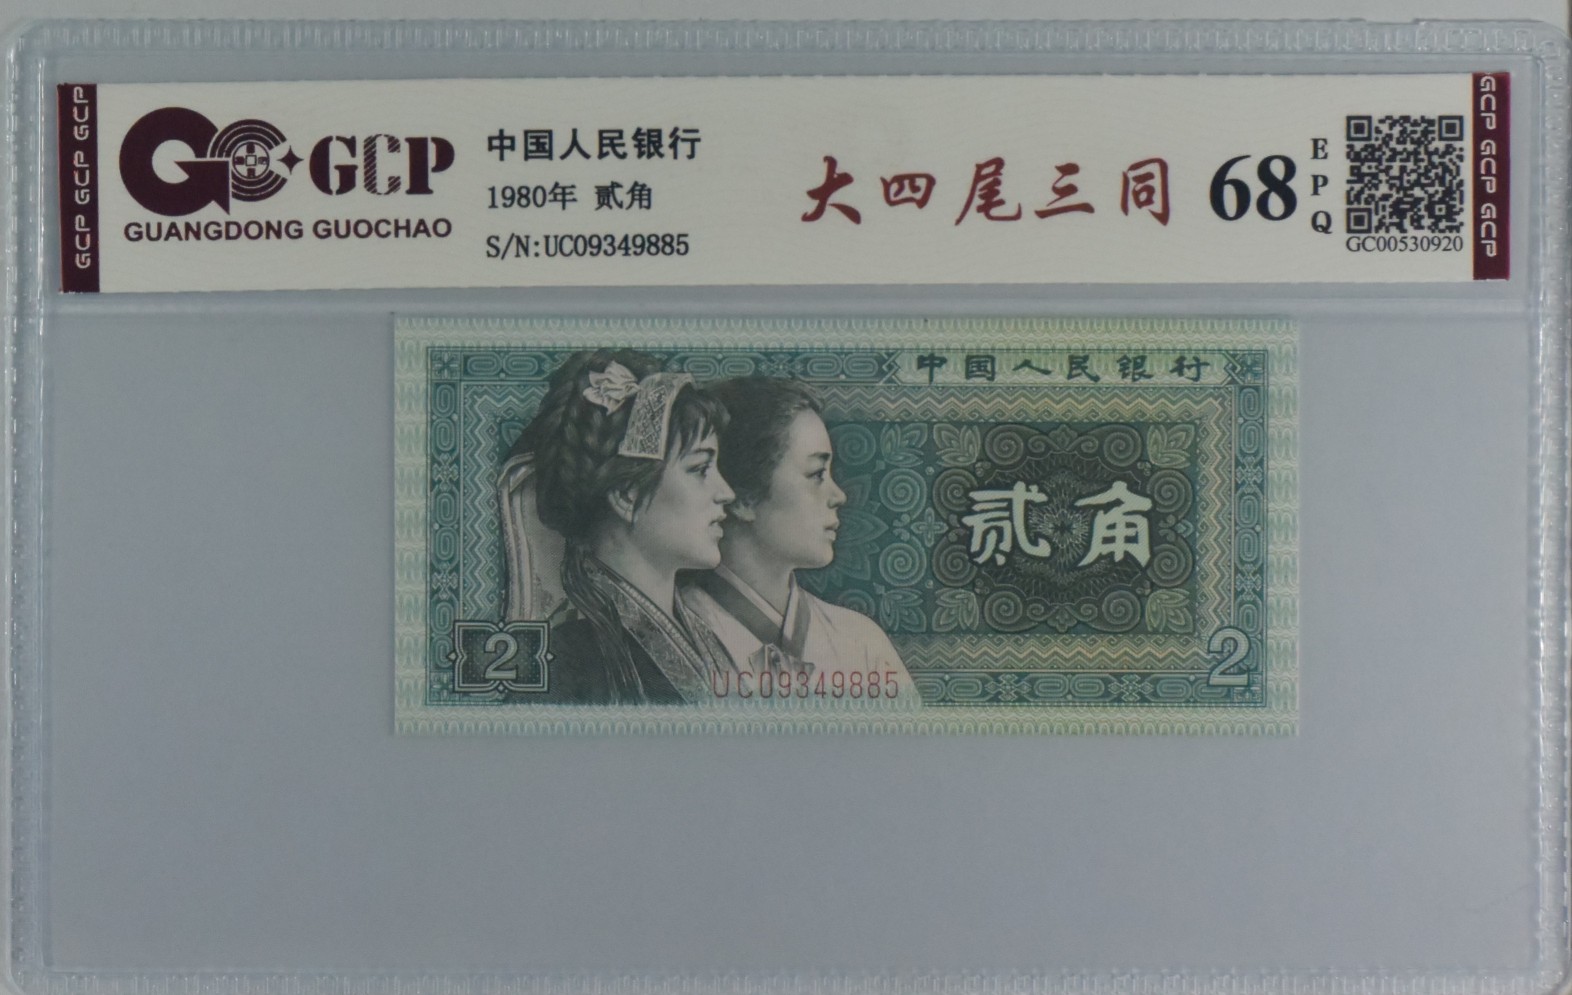 GCP GCP GCP
GCP
GUANGDONG GUOCHAO
中国人民银行
1980年 贰角
S/N:UC09349885
大四尾三同
68
EPQ
GC00530920
GCP GCP GCP
中国人民银行
贰角
2
2
UC09349885